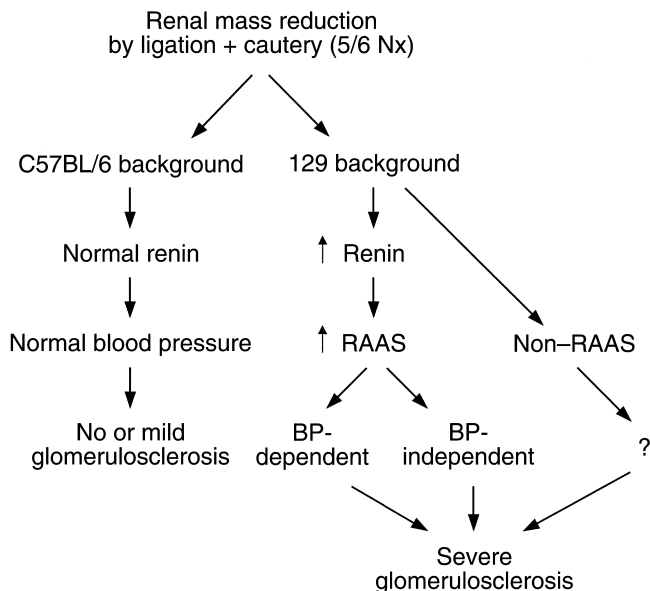 Renal mass reduction
by ligation + cautery (5/6 Nx)
C57BL/6 background
129 background
Normal renin
↑ Renin
Normal blood pressure
↑ RAAS
Non–RAAS
No or mild
glomerulosclerosis
BP-
dependent
BP-
independent
?
Severe
glomerulosclerosis